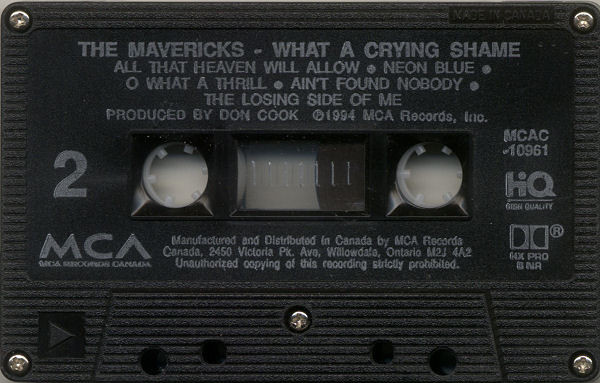 MADE IN CANADA
THE MAVERICKS - WHAT A CRYING SHAME
ALL THAT HEAVEN WILL ALLOW ● NEON BLUE ●
O WHAT A THRILL ● AIN'T FOUND NOBODY ●
THE LOSING SIDE OF ME
PRODUCED BY DON COOK ℗1994 MCA Records, Inc.
MCAC
-10961
2
HiQ
HIGH QUALITY
MCA
MCA RECORDS CANADA
Manufactured and Distributed in Canada by MCA Records
Canada, 2450 Victoria Pk. Ave, Willowdale, Ontario M2J 4A2
Unauthorized copying of this recording strictly prohibited.
®
HX PRO
B NR